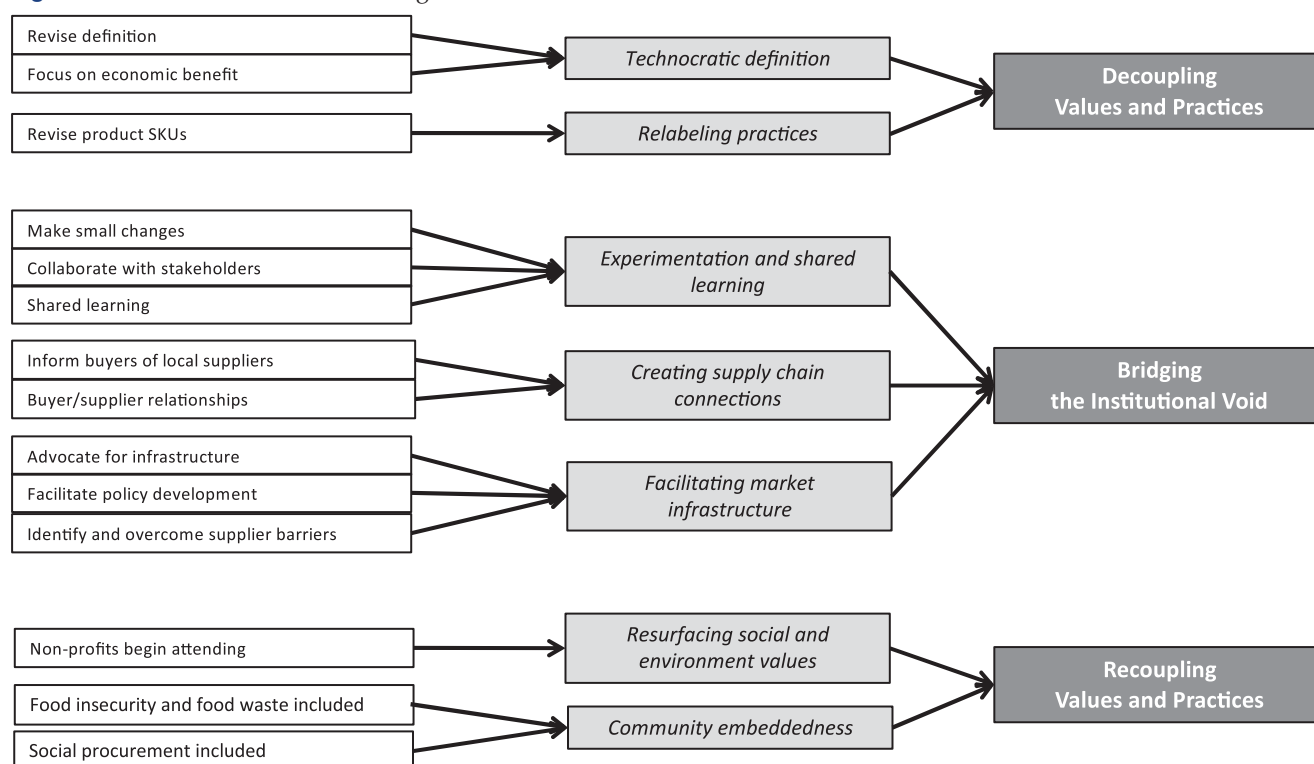 Revise definition
Focus on economic benefit
Revise product SKUs
Technocratic definition
Relabeling practices
Decoupling
Values and Practices
Make small changes
Collaborate with stakeholders
Shared learning
Inform buyers of local suppliers
Buyer/supplier relationships
Advocate for infrastructure
Facilitate policy development
Identify and overcome supplier barriers
Experimentation and shared
learning
Creating supply chain
connections
Facilitating market
infrastructure
Bridging
the Institutional Void
Non-profits begin attending
Food insecurity and food waste included
Social procurement included
Resurfacing social and
environment values
Community embeddedness
Recoupling
Values and Practices